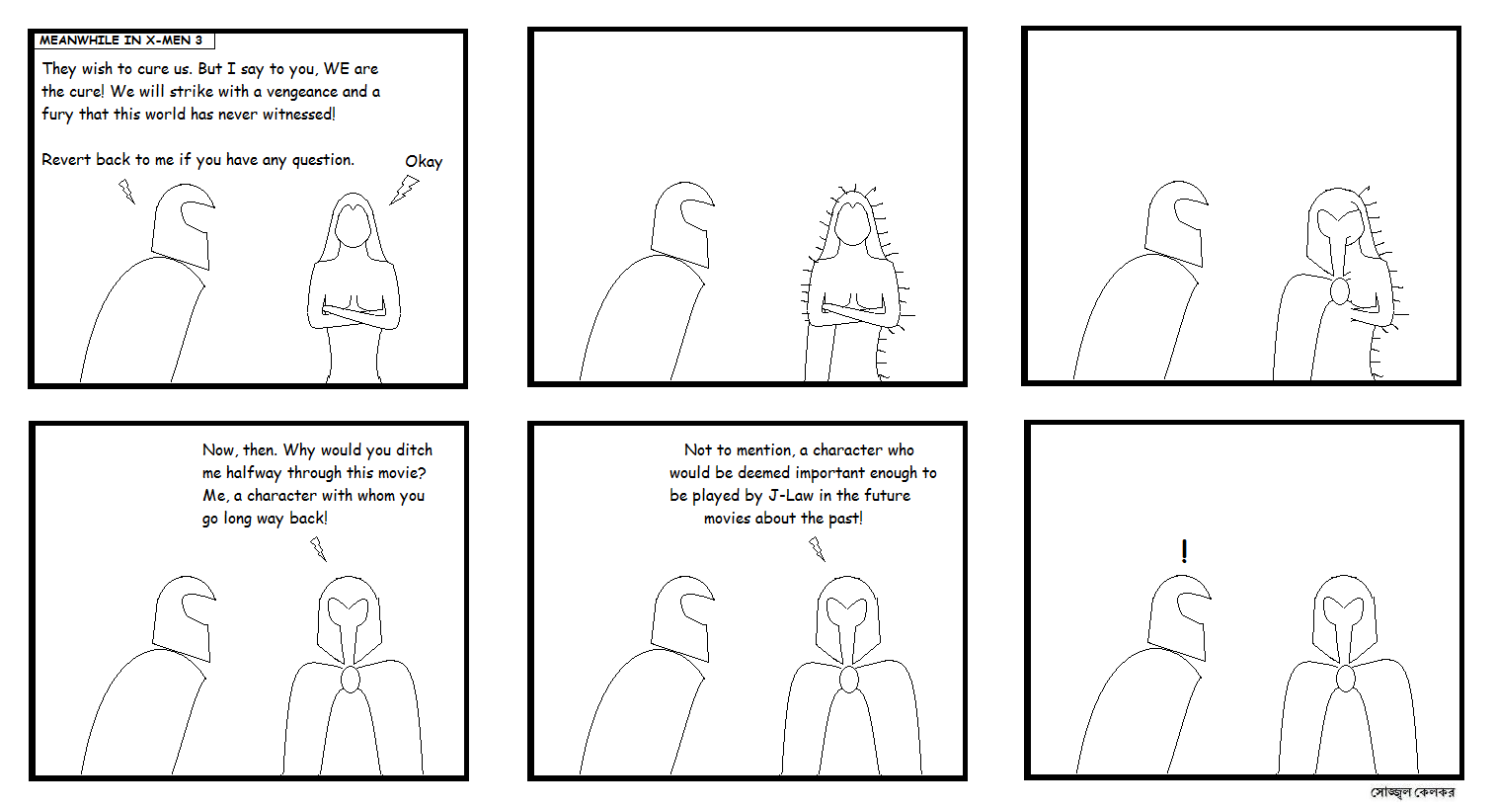 MEANWHILE IN X-MEN 3
They wish to cure us. But I say to you, WE are
the cure! We will strike with a vengeance and a
fury that this world has never witnessed!
Revert back to me if you have any question.
Okay
Now, then. Why would you ditch
me halfway through this movie?
Me, a character with whom you
go long way back!
Not to mention, a character who
would be deemed important enough to
be played by J-Law in the future
movies about the past!
!
সোজ্জ্বল কেলকর